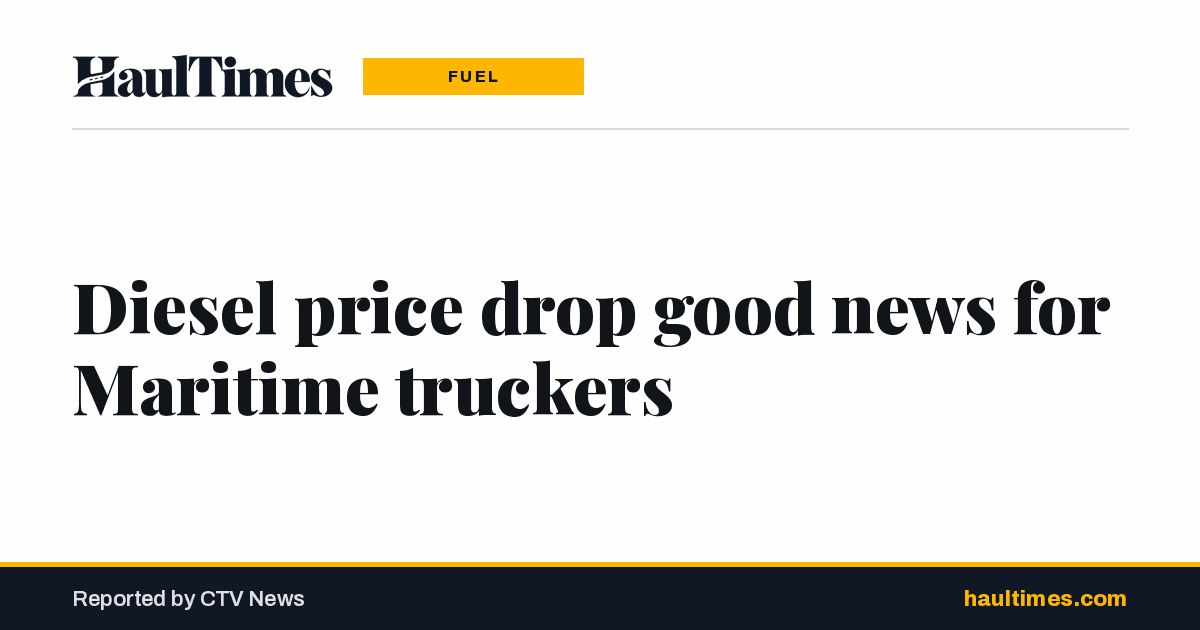 HaulTimes
FUEL
Diesel price drop good news for
Maritime truckers
Reported by CTV News
haultimes.com